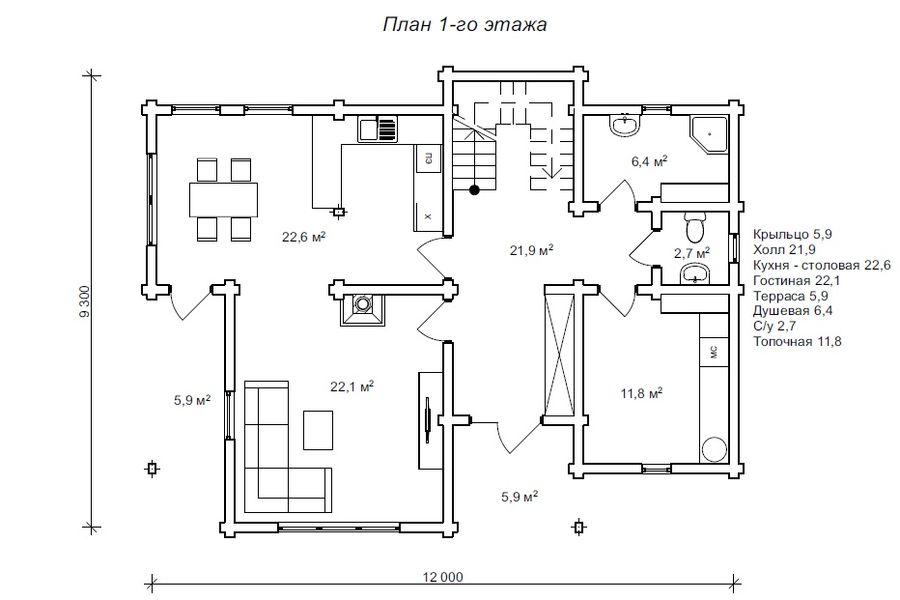 План 1-го этажа
6,4 м²
ЭП
22,6 м²
Х
21,9 м²
2,7 м²
Крыльцо 5,9
Холл 21,9
Кухня - столовая 22,6
Гостиная 22,1
Терраса 5,9
Душевая 6,4
С/у 2,7
Топочная 11,8
9 300
МС
22,1 м²
11,8 м²
5,9 м²
5,9 м²
12 000